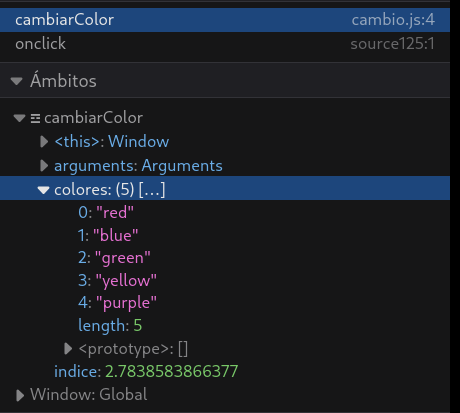 cambiarColor cambio.js:4
onclick source125:1
Ámbitos
cambiarColor
<this>: Window
arguments: Arguments
colores: (5) […]
0: "red"
1: "blue"
2: "green"
3: "yellow"
4: "purple"
length: 5
<prototype>: []
indice: 2.7838583866377
Window: Global